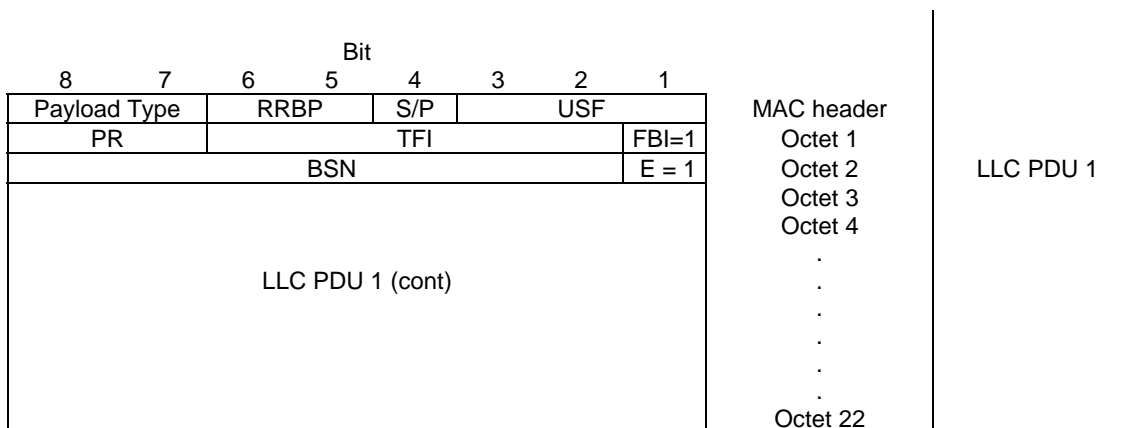 Bit
8 7 6 5 4 3 2 1
Payload Type RRBP S/P USF MAC header
PR TFI FBI=1 Octet 1
BSN E = 1 Octet 2 LLC PDU 1
Octet 3
Octet 4
.
LLC PDU 1 (cont) .
.
.
.
.
Octet 22